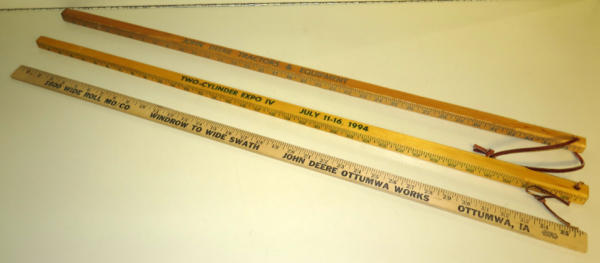 JOHN DEERE TRACTORS & EQUIPMENT
TWO-CYLINDER EXPO IV JULY 11-16, 1994
1600 WIDE ROLL MO CO WINDROW TO WIDE SWATH JOHN DEERE OTTUMWA WORKS OTTUMWA, IA